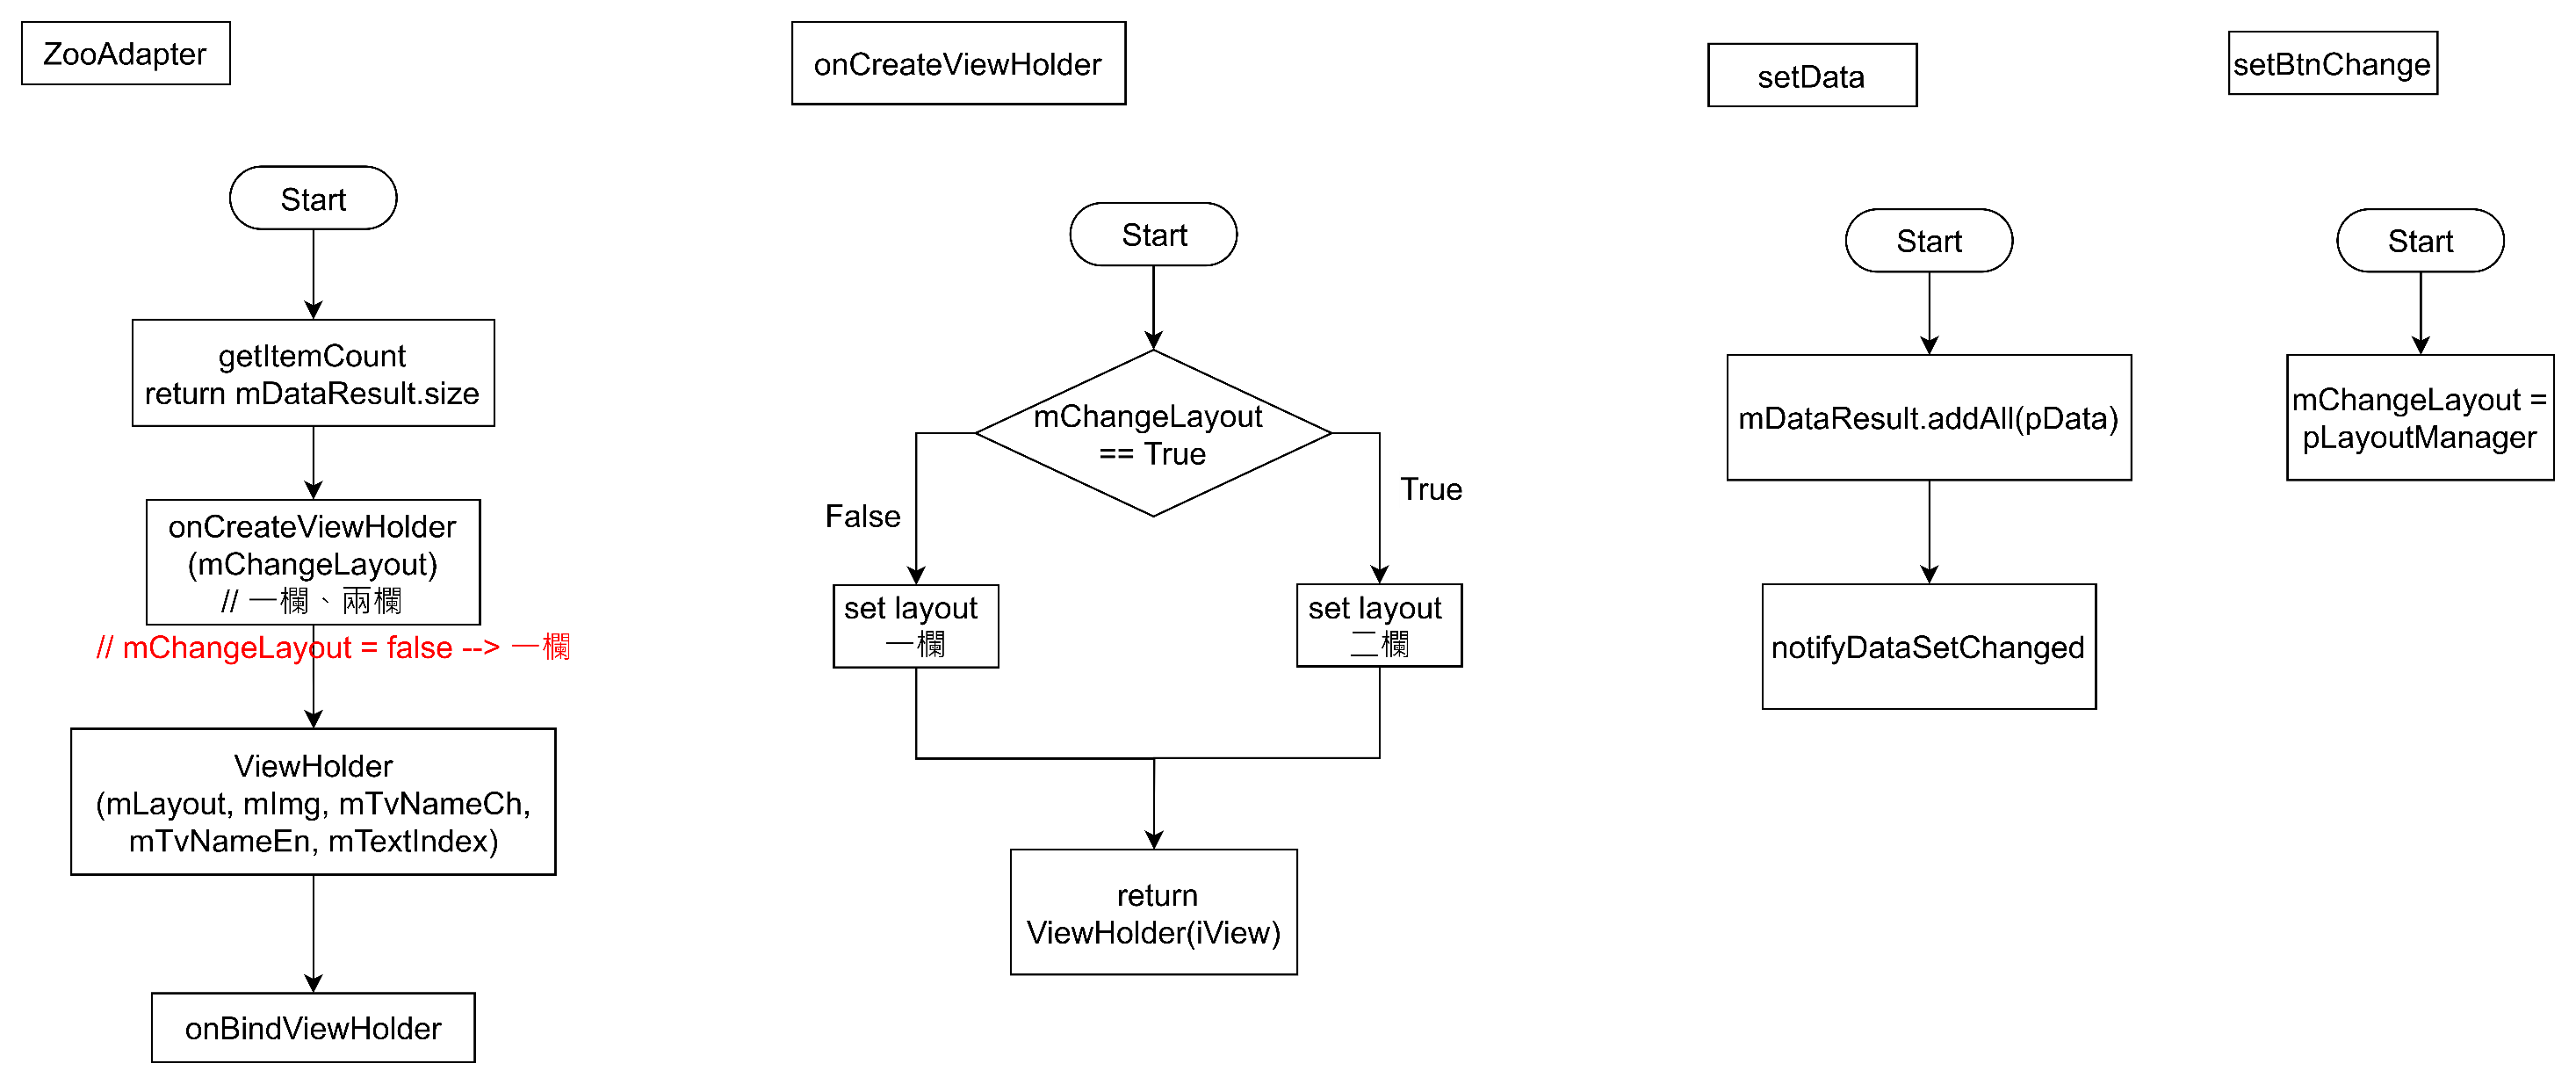 ZooAdapter
Start
getItemCount
return mDataResult.size
onCreateViewHolder
(mChangeLayout)
// 一欄、兩欄
// mChangeLayout = false --> 一欄
ViewHolder
(mLayout, mImg, mTvNameCh,
mTvNameEn, mTextIndex)
onBindViewHolder
onCreateViewHolder
Start
mChangeLayout
== True
False
True
set layout
一欄
set layout
二欄
return
ViewHolder(iView)
setData
Start
mDataResult.addAll(pData)
notifyDataSetChanged
setBtnChange
Start
mChangeLayout =
pLayoutManager